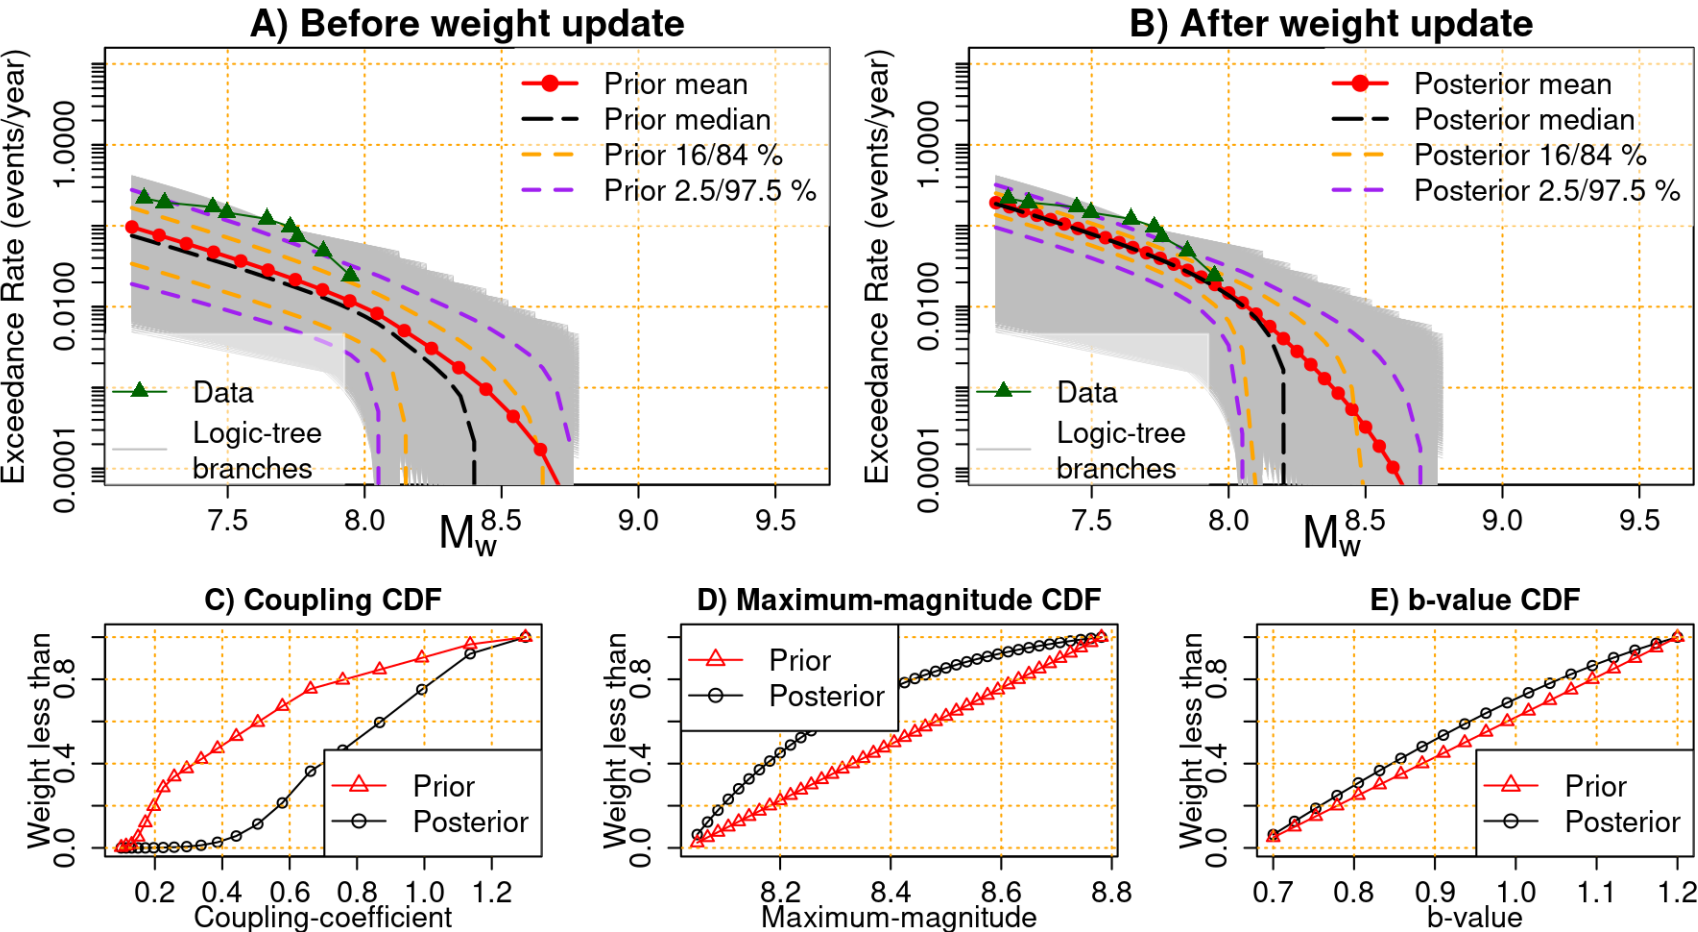 A) Before weight update
Exceedance Rate (events/year)
1.0000
0.0100
0.0001
Prior mean
Prior median
Prior 16/84 %
Prior 2.5/97.5 %
Data
Logic-tree
branches
7.5
8.0
8.5
9.0
9.5
Mw
B) After weight update
Exceedance Rate (events/year)
1.0000
0.0100
0.0001
Posterior mean
Posterior median
Posterior 16/84 %
Posterior 2.5/97.5 %
Data
Logic-tree
branches
7.5
8.0
8.5
9.0
9.5
Mw
C) Coupling CDF
Weight less than
0.0
0.4
0.8
Prior
Posterior
0.2
0.4
0.6
0.8
1.0
1.2
Coupling-coefficient
D) Maximum-magnitude CDF
Weight less than
0.0
0.4
0.8
Prior
Posterior
8.2
8.4
8.6
8.8
Maximum-magnitude
E) b-value CDF
Weight less than
0.0
0.4
0.8
Prior
Posterior
0.7
0.8
0.9
1.0
1.1
1.2
b-value